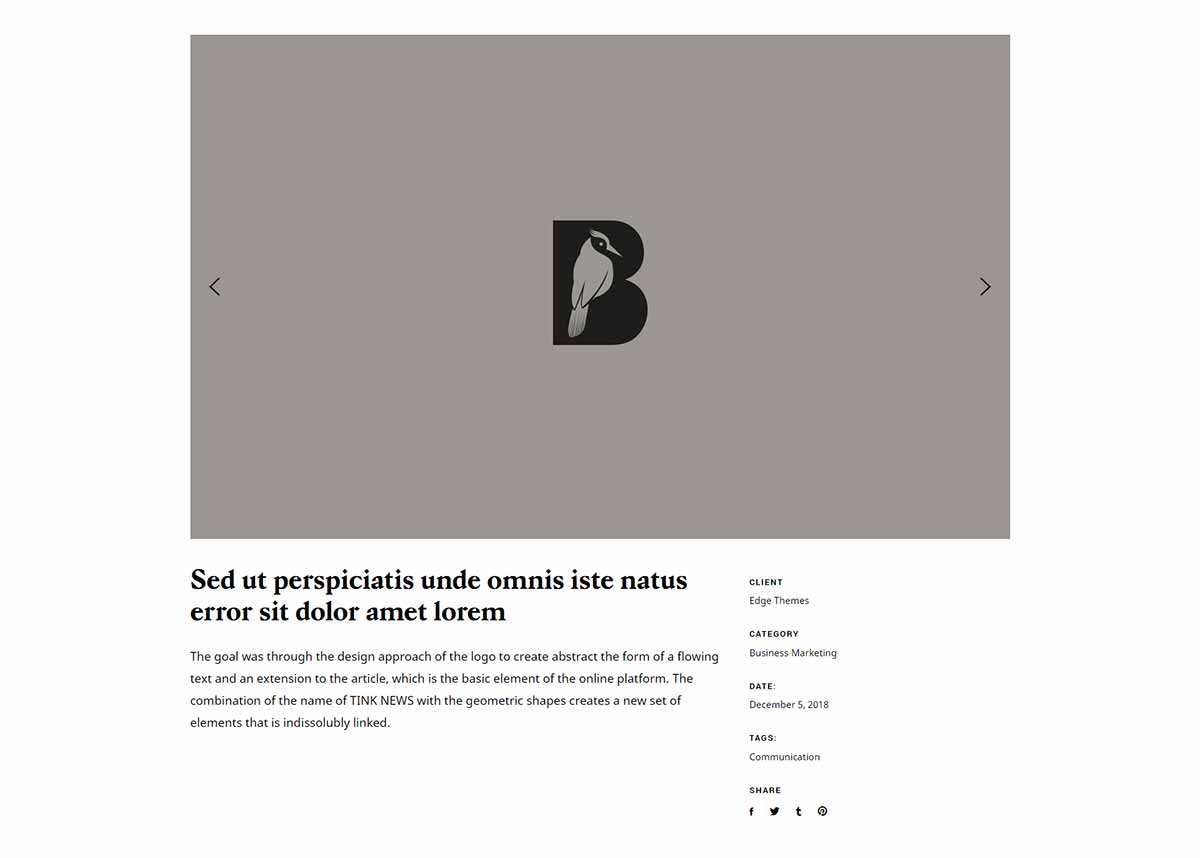 B
Sed ut perspiciatis unde omnis iste natus
error sit dolor amet lorem
The goal was through the design approach of the logo to create abstract the form of a flowing
text and an extension to the article, which is the basic element of the online platform. The
combination of the name of TINK NEWS with the geometric shapes creates a new set of
elements that is indissolubly linked.
CLIENT
Edge Themes
CATEGORY
Business Marketing
DATE:
December 5, 2018
TAGS:
Communication
SHARE